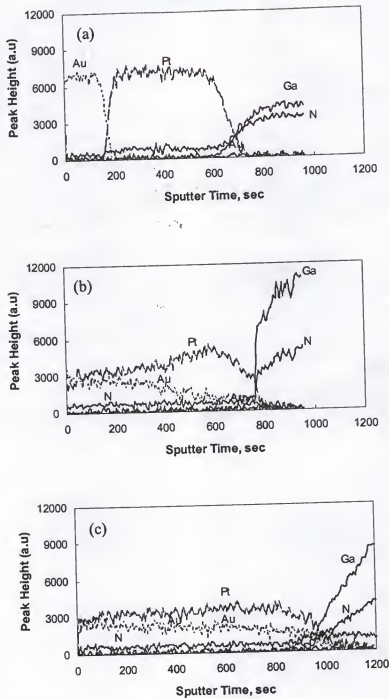 12000
(a)
Pt
9000
Au
Ga
6000
N
3000
0
0 200 400 600 800 1000
Peak Height (a.u)
Sputter Time, sec
12000
(b)
Ga
9000
Pt
6000
Au
N
3000
N
0
0 200 400 600 800 1000
Peak Height (a.u)
Sputter Time, sec
12000
(c)
9000
Ga
6000
Pt
Au
N
3000
N
0
0 200 400 600 800 1000 1200
Peak Height (a.u)
Sputter Time, sec